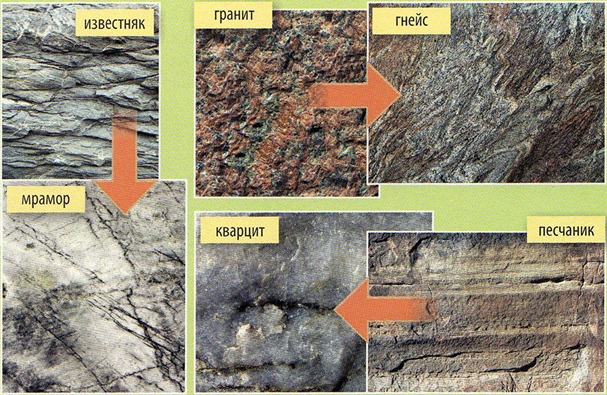 известняк
гранит
гнейс
мрамор
кварцит
песчаник